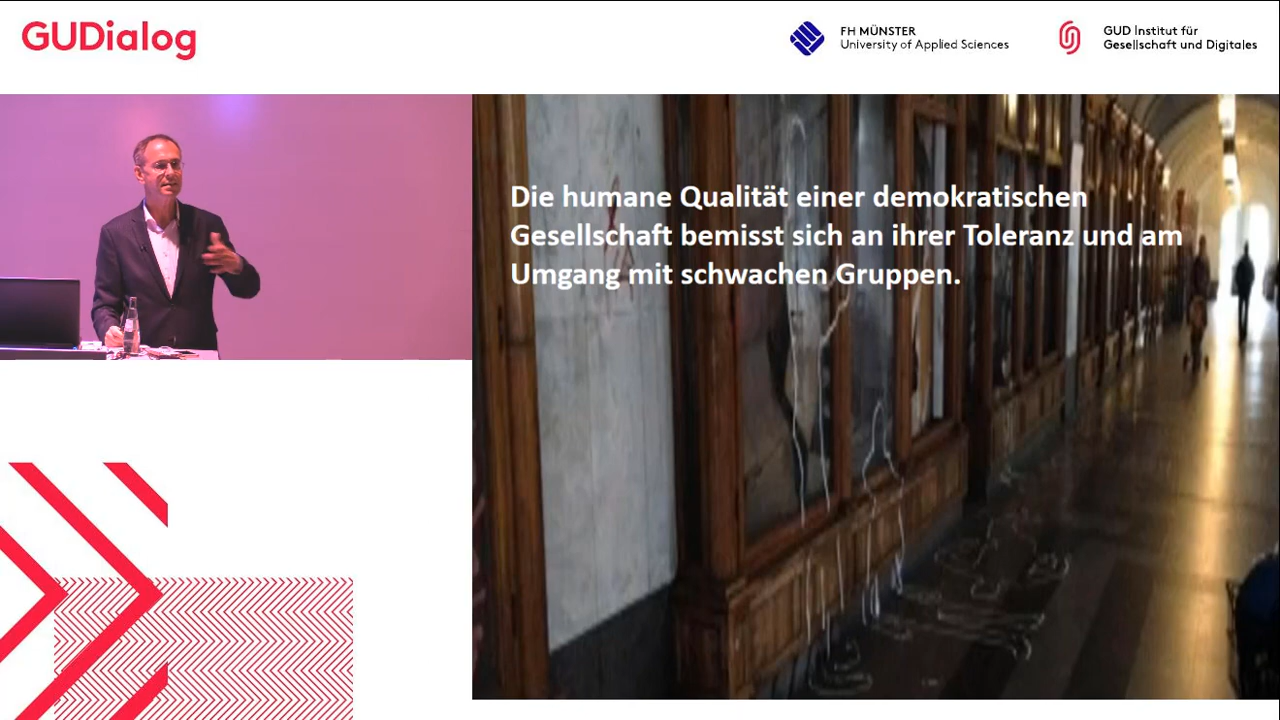 GUDialog
FH MÜNSTER
University of Applied Sciences
GUD Institut für
Gesellschaft und Digitales
Die humane Qualität einer demokratischen
Gesellschaft bemisst sich an ihrer Toleranz und am
Umgang mit schwachen Gruppen.